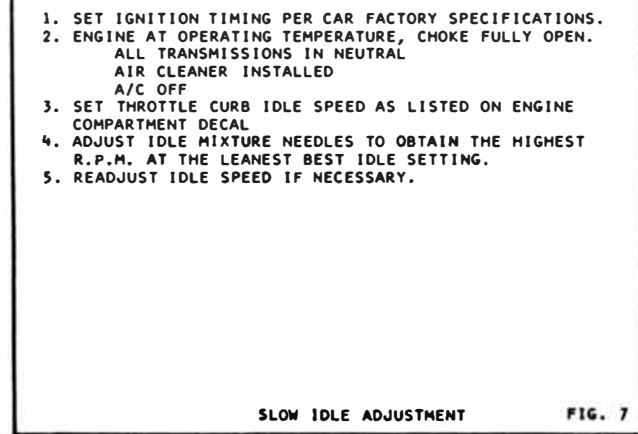 1. SET IGNITION TIMING PER CAR FACTORY SPECIFICATIONS.
2. ENGINE AT OPERATING TEMPERATURE, CHOKE FULLY OPEN.
ALL TRANSMISSIONS IN NEUTRAL
AIR CLEANER INSTALLED
A/C OFF
3. SET THROTTLE CURB IDLE SPEED AS LISTED ON ENGINE
COMPARTMENT DECAL
4. ADJUST IDLE MIXTURE NEEDLES TO OBTAIN THE HIGHEST
R.P.M. AT THE LEANEST BEST IDLE SETTING.
5. READJUST IDLE SPEED IF NECESSARY.
SLOW IDLE ADJUSTMENT FIG. 7